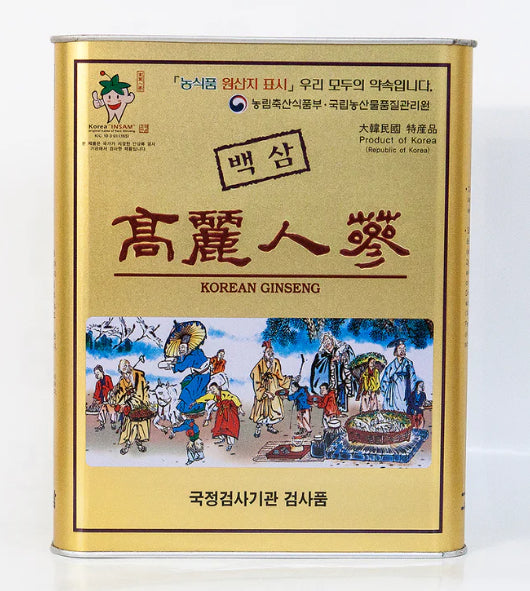 「농식품 원산지 표시」 우리 모두의 약속입니다.
농림축산식품부·국립농산물품질관리원
Korea "INSAM"
大韓民國 特産品
Product of Korea
(Republic of Korea)
백삼
高麗人蔘
KOREAN GINSENG
국정검사기관 검사품